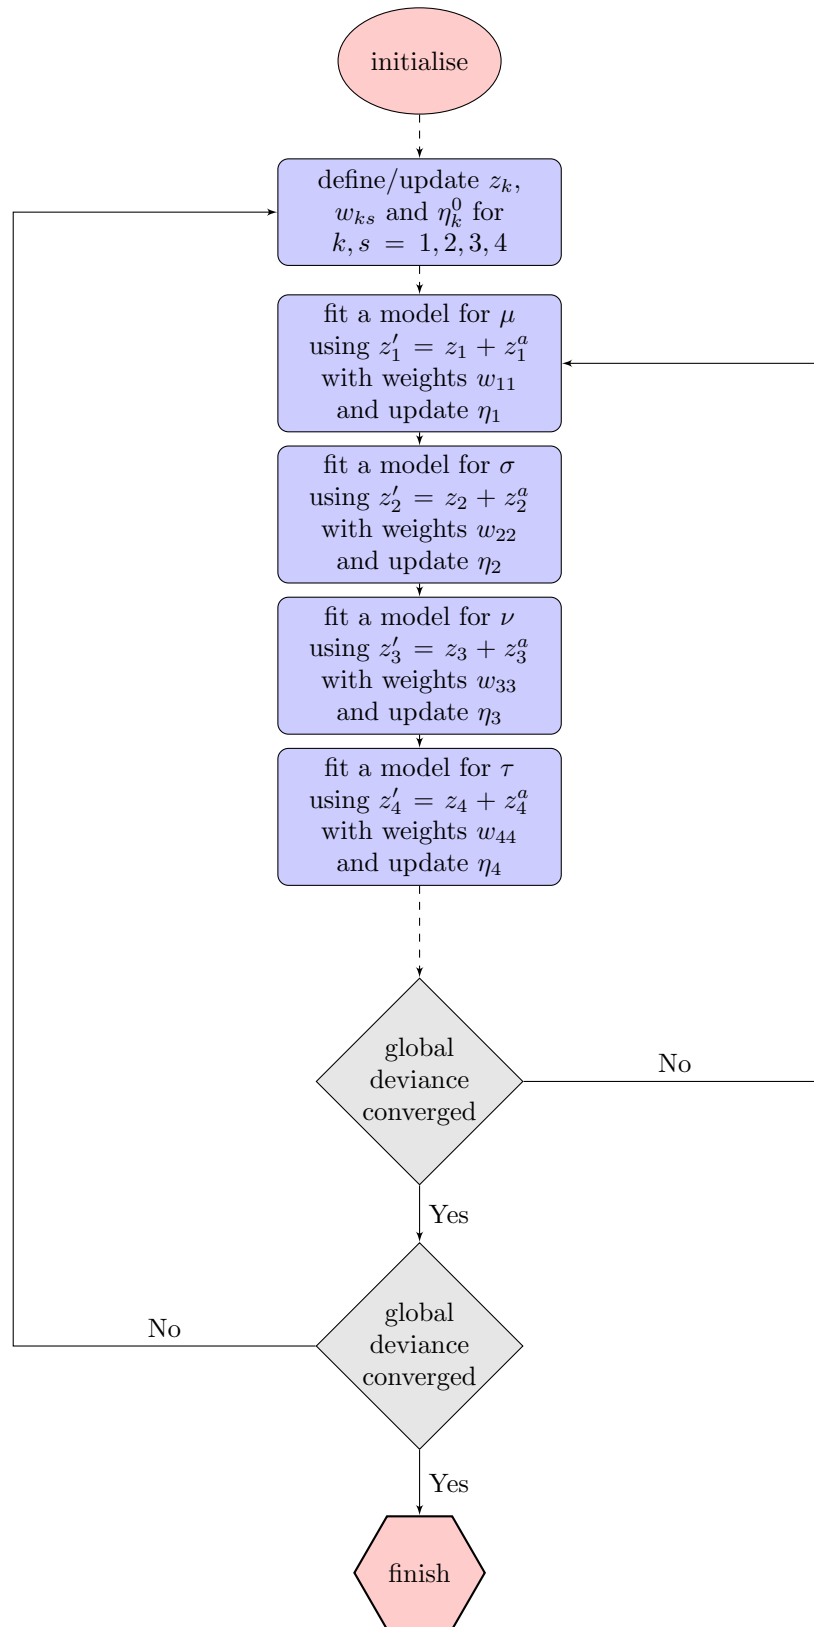 initialise
define/update $z_k$,
$w_{ks}$ and $\eta_k^0$ for
$k, s = 1, 2, 3, 4$
fit a model for $\mu$
using $z_1' = z_1 + z_1^a$
with weights $w_{11}$
and update $\eta_1$
fit a model for $\sigma$
using $z_2' = z_2 + z_2^a$
with weights $w_{22}$
and update $\eta_2$
fit a model for $\nu$
using $z_3' = z_3 + z_3^a$
with weights $w_{33}$
and update $\eta_3$
fit a model for $\tau$
using $z_4' = z_4 + z_4^a$
with weights $w_{44}$
and update $\eta_4$
global
deviance
converged
No
Yes
global
deviance
converged
No
Yes
finish